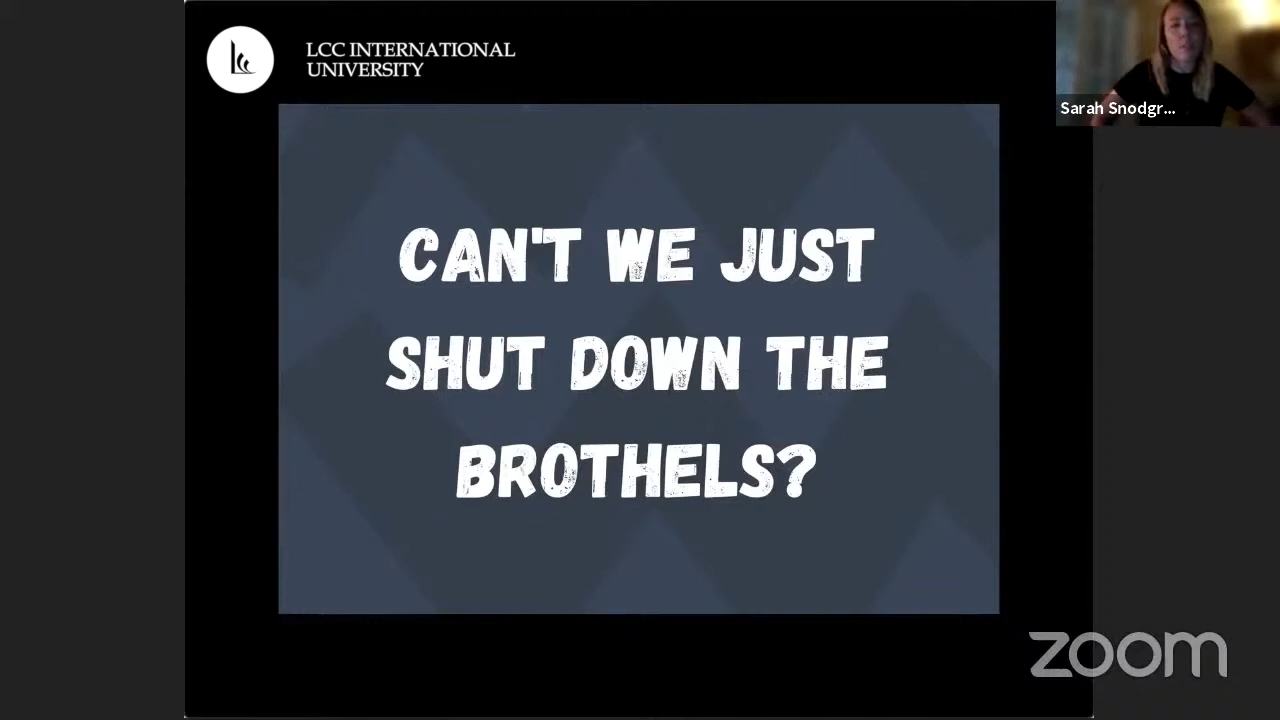 LCC INTERNATIONAL
UNIVERSITY
Sarah Snodgr...
CAN'T WE JUST
SHUT DOWN THE
BROTHELS?
zoom